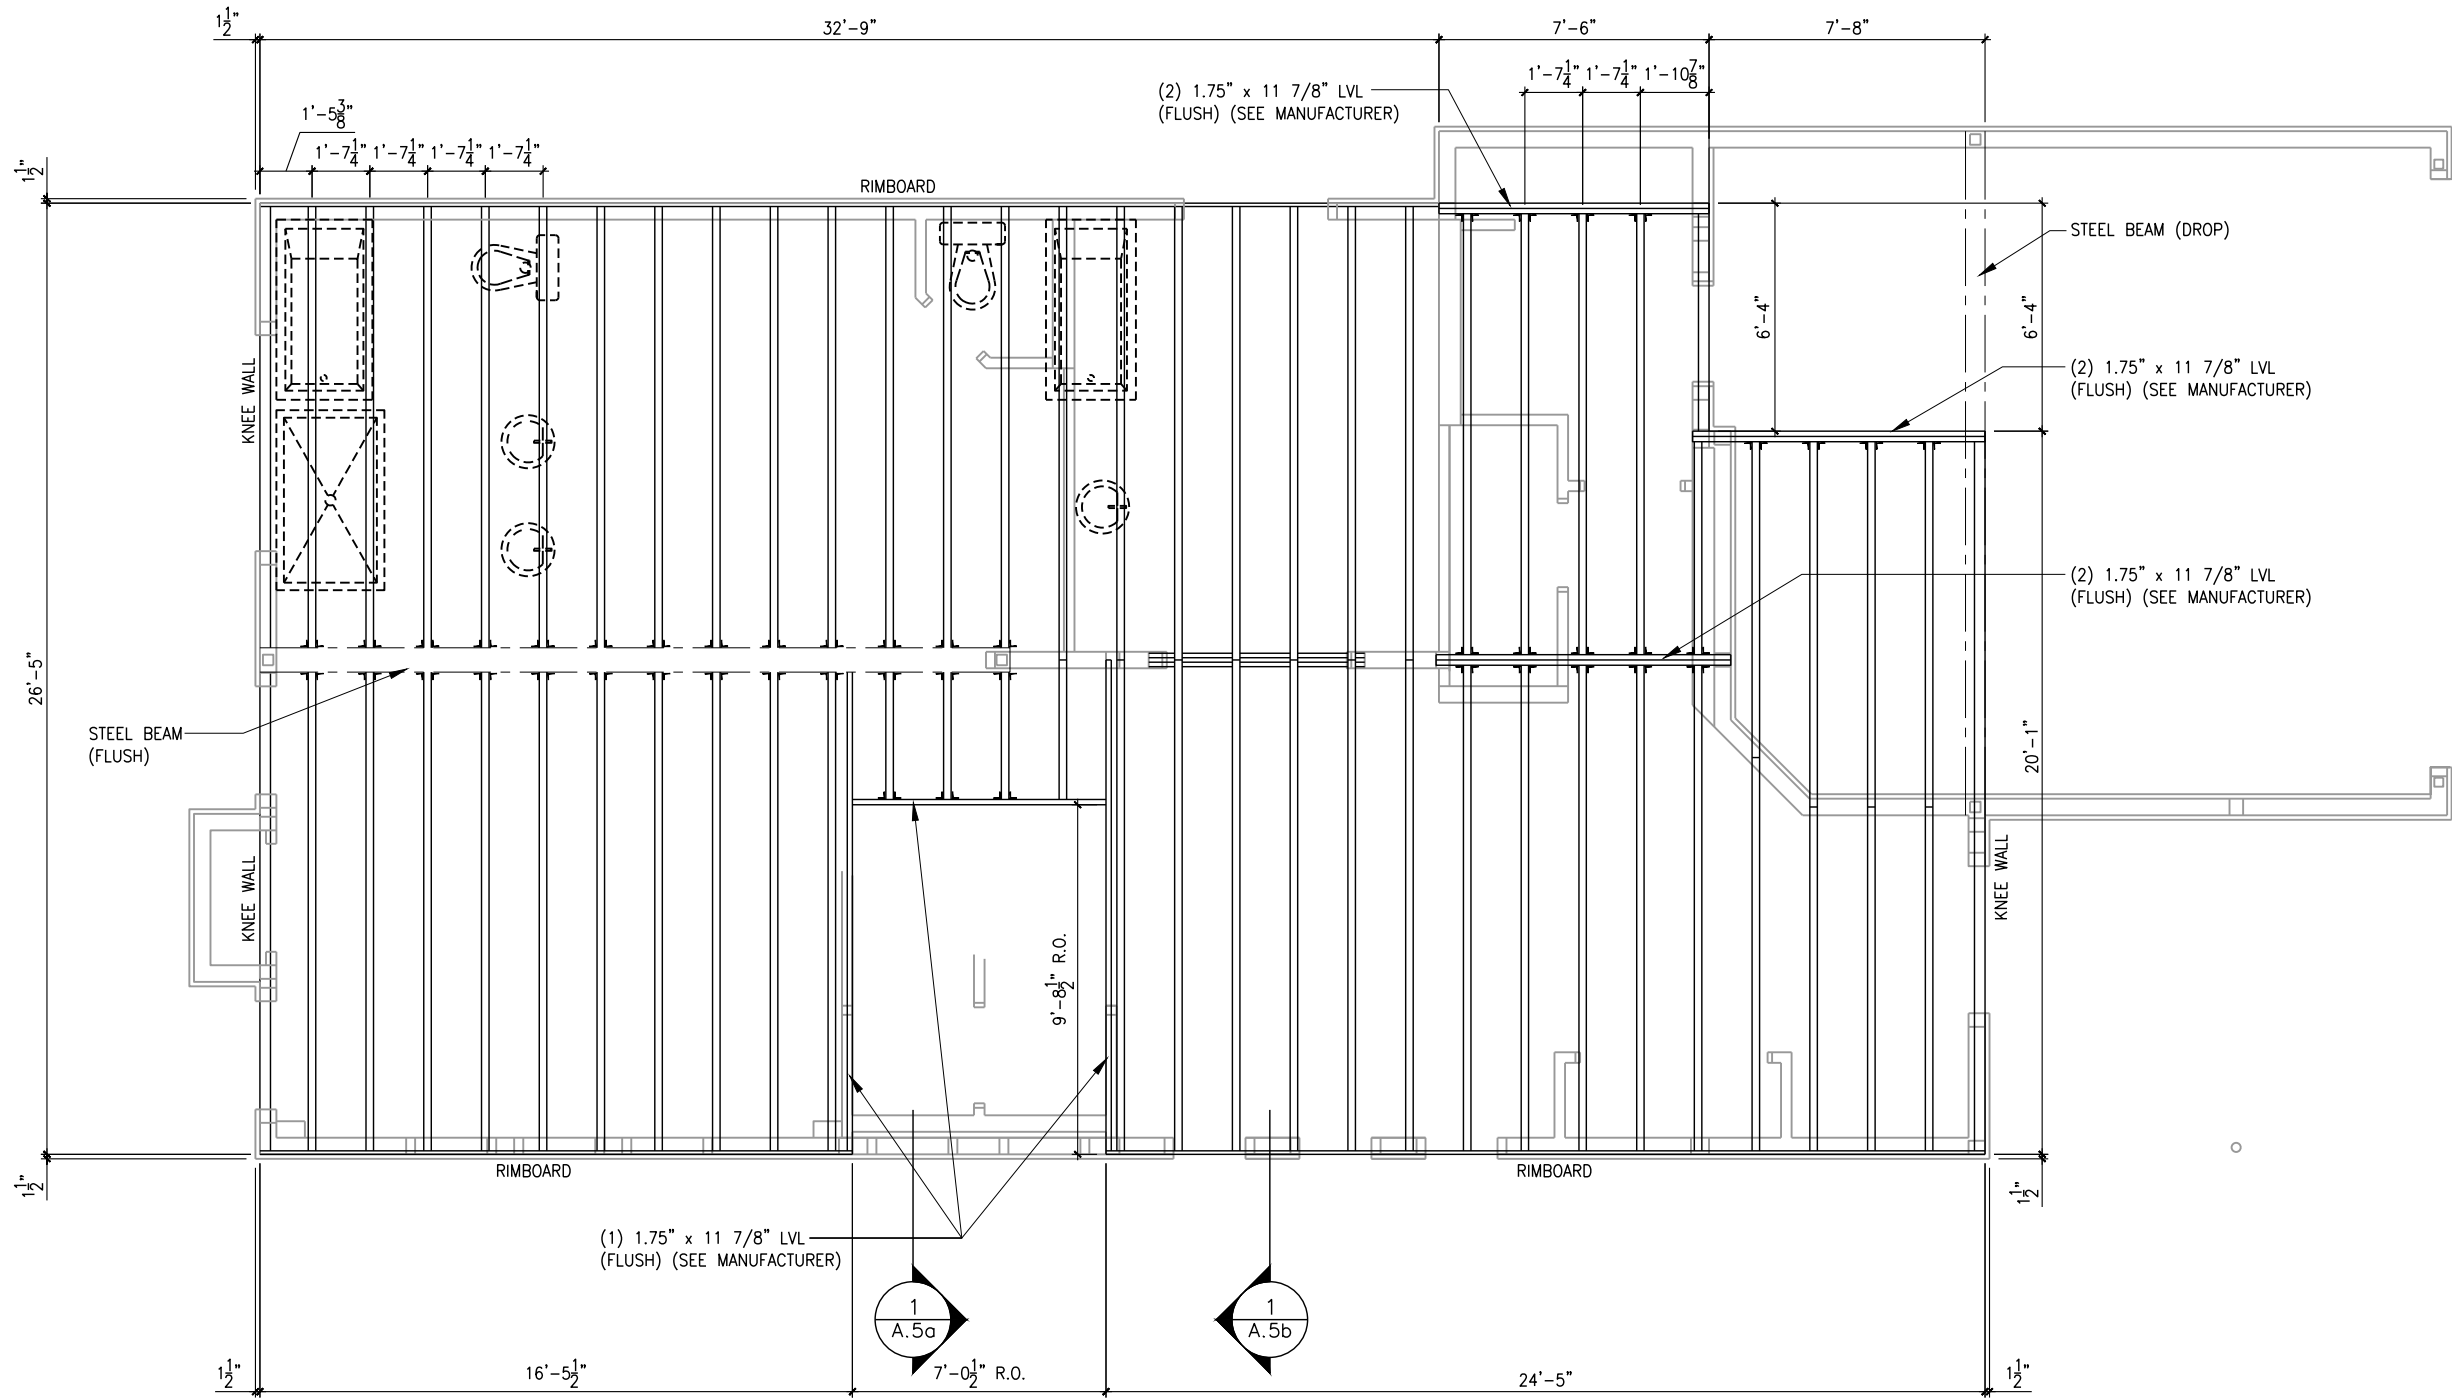 1 1/2"
32'-9"
7'-6"
7'-8"
1'-7 1/4"
1'-7 1/4"
1'-10 7/8"
(2) 1.75" x 11 7/8" LVL
(FLUSH) (SEE MANUFACTURER)
1'-5 3/8"
1'-7 1/4"
1'-7 1/4"
1'-7 1/4"
1'-7 1/4"
1 1/2"
RIMBOARD
STEEL BEAM (DROP)
6'-4"
6'-4"
(2) 1.75" x 11 7/8" LVL
(FLUSH) (SEE MANUFACTURER)
KNEE WALL
(2) 1.75" x 11 7/8" LVL
(FLUSH) (SEE MANUFACTURER)
26'-5"
STEEL BEAM
(FLUSH)
20'-1"
KNEE WALL
KNEE WALL
9'-8 1/2" R.O.
RIMBOARD
RIMBOARD
1 1/2"
1 1/2"
(1) 1.75" x 11 7/8" LVL
(FLUSH) (SEE MANUFACTURER)
1
A.5a
1
A.5b
1 1/2"
16'-5 1/2"
7'-0 1/2" R.O.
24'-5"
1 1/2"